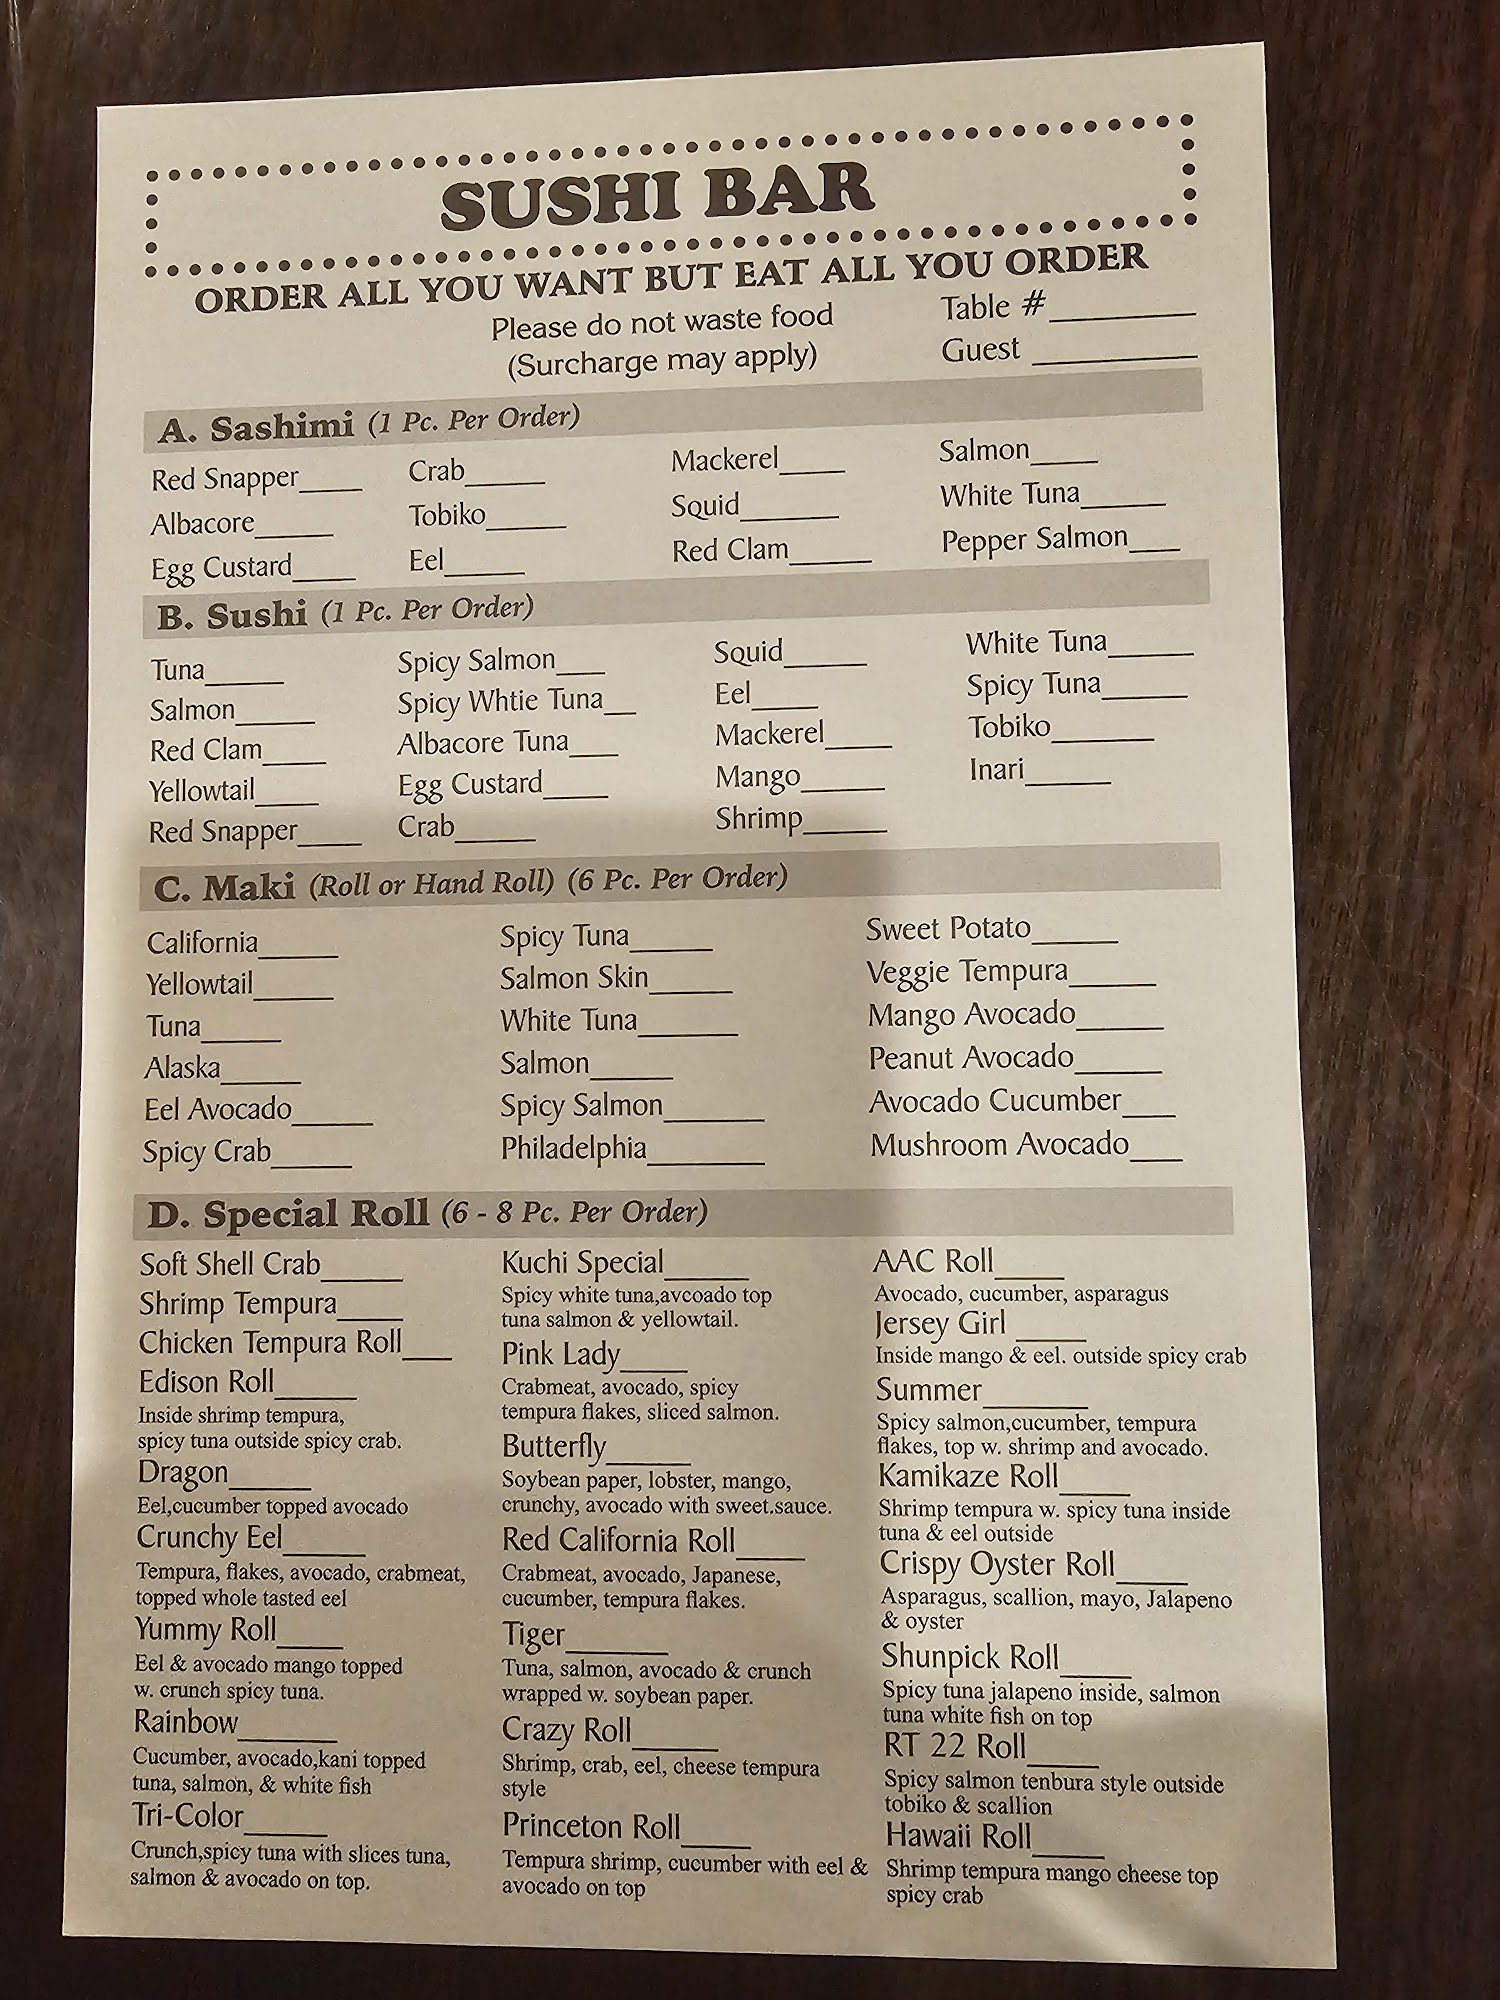 SUSHI BAR
ORDER ALL YOU WANT BUT EAT ALL YOU ORDER
Please do not waste food
(Surcharge may apply)
Table #
Guest
A. Sashimi (1 Pc. Per Order)
Red Snapper
Albacore
Egg Custard
Crab
Tobiko
Eel
Mackerel
Squid
Red Clam
Salmon
White Tuna
Pepper Salmon
B. Sushi (1 Pc. Per Order)
Tuna
Salmon
Red Clam
Yellowtail
Red Snapper
Spicy Salmon
Spicy Whtie Tuna
Albacore Tuna
Egg Custard
Crab
Squid
Eel
Mackerel
Mango
Shrimp
White Tuna
Spicy Tuna
Tobiko
Inari
C. Maki (Roll or Hand Roll) (6 Pc. Per Order)
California
Yellowtail
Tuna
Alaska
Eel Avocado
Spicy Crab
Spicy Tuna
Salmon Skin
White Tuna
Salmon
Spicy Salmon
Philadelphia
Sweet Potato
Veggie Tempura
Mango Avocado
Peanut Avocado
Avocado Cucumber
Mushroom Avocado
D. Special Roll (6 - 8 Pc. Per Order)
Soft Shell Crab
Shrimp Tempura
Chicken Tempura Roll
Edison Roll
Inside shrimp tempura,
spicy tuna outside spicy crab.
Dragon
Eel,cucumber topped avocado
Crunchy Eel
Tempura, flakes, avocado, crabmeat,
topped whole tasted eel
Yummy Roll
Eel & avocado mango topped
w. crunch spicy tuna.
Rainbow
Cucumber, avocado,kani topped
tuna, salmon, & white fish
Tri-Color
Crunch,spicy tuna with slices tuna,
salmon & avocado on top.
Kuchi Special
Spicy white tuna,avcoado top
tuna salmon & yellowtail.
Pink Lady
Crabmeat, avocado, spicy
tempura flakes, sliced salmon.
Butterfly
Soybean paper, lobster, mango,
crunchy, avocado with sweet.sauce.
Red California Roll
Crabmeat, avocado, Japanese,
cucumber, tempura flakes.
Tiger
Tuna, salmon, avocado & crunch
wrapped w. soybean paper.
Crazy Roll
Shrimp, crab, eel, cheese tempura
style
Princeton Roll
Tempura shrimp, cucumber with eel &
avocado on top
AAC Roll
Avocado, cucumber, asparagus
Jersey Girl
Inside mango & eel. outside spicy crab
Summer
Spicy salmon,cucumber, tempura
flakes, top w. shrimp and avocado.
Kamikaze Roll
Shrimp tempura w. spicy tuna inside
tuna & eel outside
Crispy Oyster Roll
Asparagus, scallion, mayo, Jalapeno
& oyster
Shunpick Roll
Spicy tuna jalapeno inside, salmon
tuna white fish on top
RT 22 Roll
Spicy salmon tenbura style outside
tobiko & scallion
Hawaii Roll
Shrimp tempura mango cheese top
spicy crab